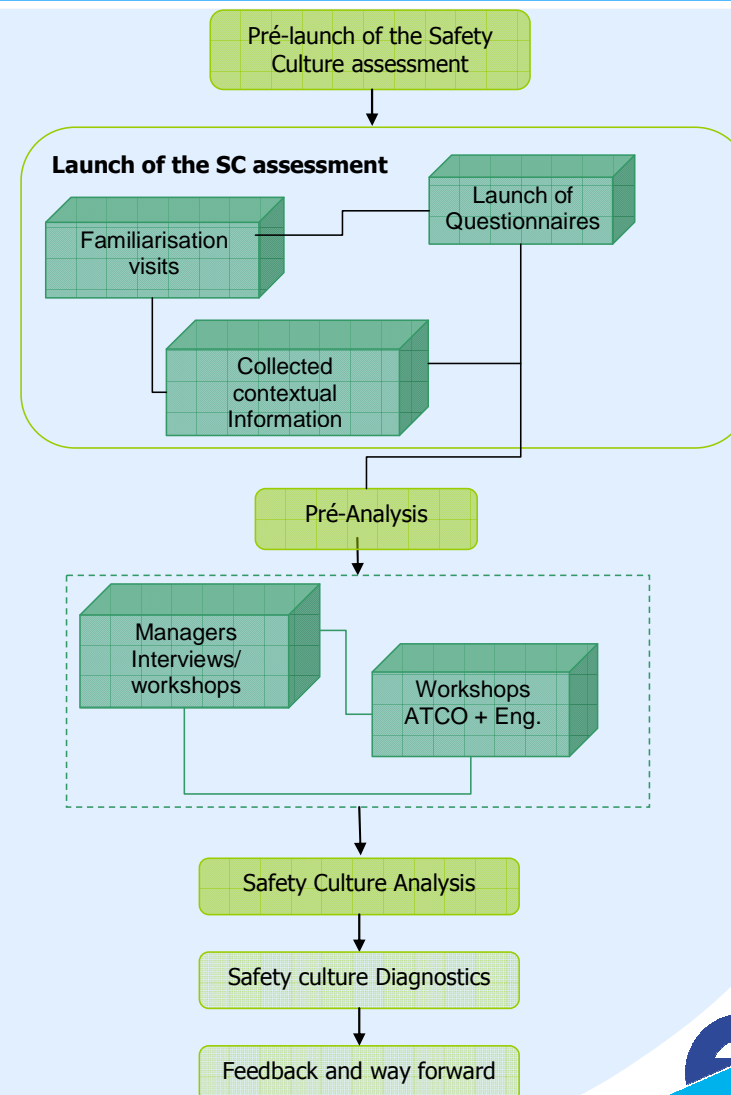 Pré-launch of the Safety
Culture assessment
Launch of the SC assessment
Launch of
Questionnaires
Familiarisation
visits
Collected
contextual
Information
Pré-Analysis
Managers
Interviews/
workshops
Workshops
ATCO + Eng.
Safety Culture Analysis
Safety culture Diagnostics
Feedback and way forward